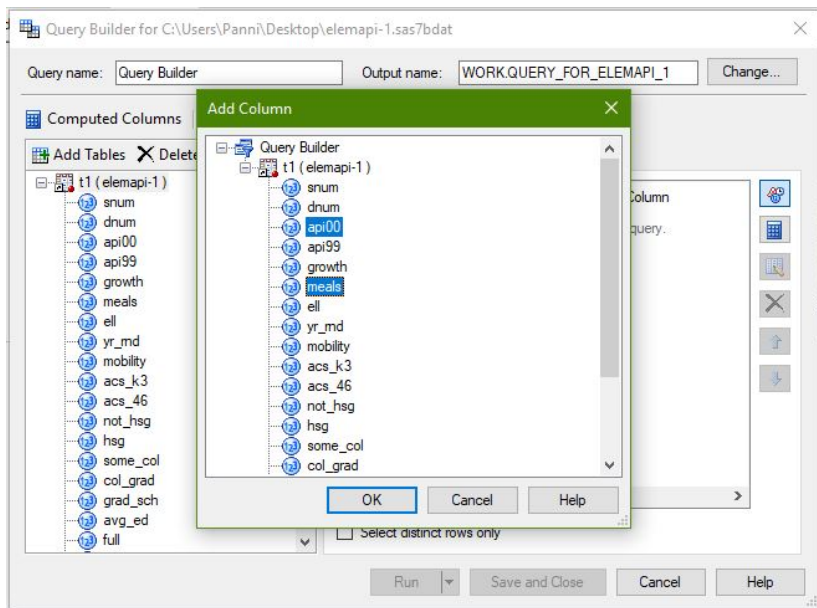 Query Builder for C:\Users\Panni\Desktop\elemapi-1.sas7bdat
Query name: Query Builder Output name: WORK.QUERY_FOR_ELEMAPI_1 Change...
Computed Columns
Add Tables Delete
t1 ( elemapi-1 )
snum
dnum
api00
api99
growth
meals
ell
yr_rnd
mobility
acs_k3
acs_46
not_hsg
hsg
some_col
col_grad
grad_sch
avg_ed
full
Add Column
Query Builder
t1 ( elemapi-1 )
snum
dnum
api00
api99
growth
meals
ell
yr_rnd
mobility
acs_k3
acs_46
not_hsg
hsg
some_col
col_grad
OK Cancel Help
Column
query.
Select distinct rows only
Run Save and Close Cancel Help